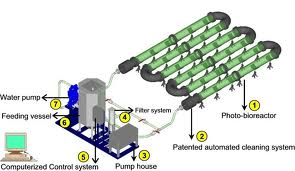 Water pump
7
Filter system
4
1
Photo-bioreactor
Feeding vessel
6
2
Patented automated cleaning system
5
3
Computerized Control system
Pump house